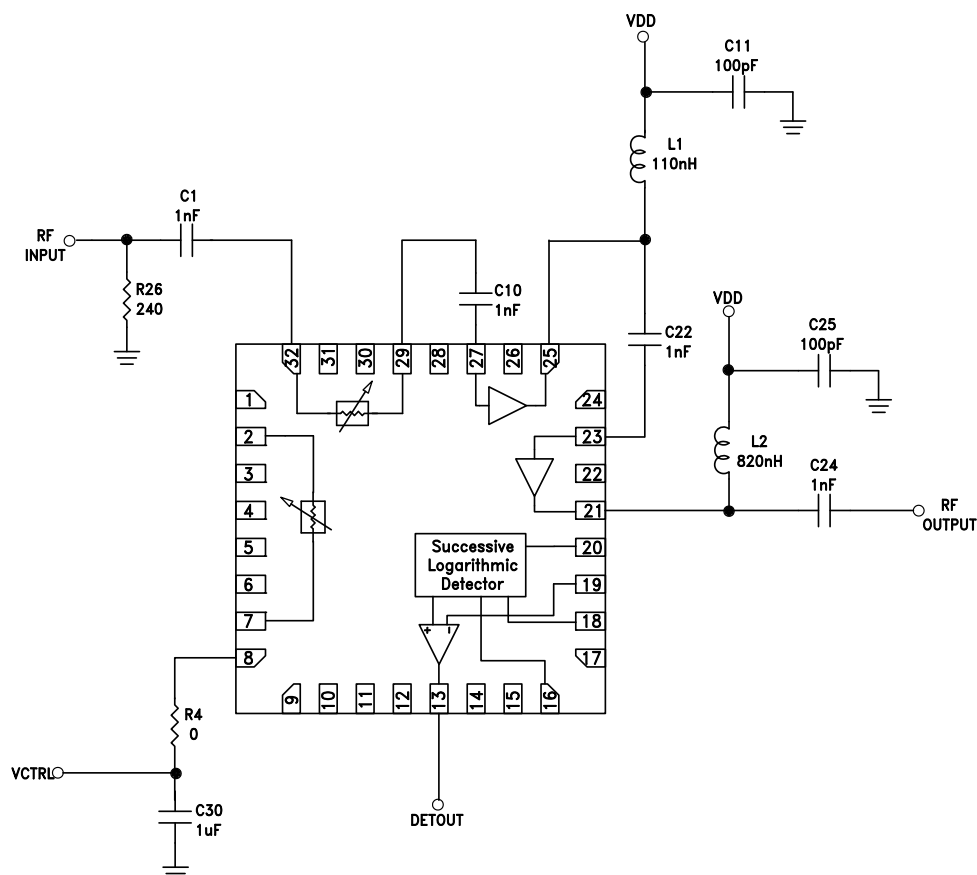 VDD
C11
100pF
L1
110nH
C1
1nF
RF
INPUT
R26
240
C10
1nF
VDD
C25
100pF
C22
1nF
32
31
30
29
28
27
26
25
1
2
3
4
5
6
7
8
24
23
22
21
20
19
18
17
L2
820nH
C24
1nF
RF
OUTPUT
Successive
Logarithmic
Detector
+
-
9
10
11
12
13
14
15
16
R4
0
VCTRL
C30
1uF
DETOUT